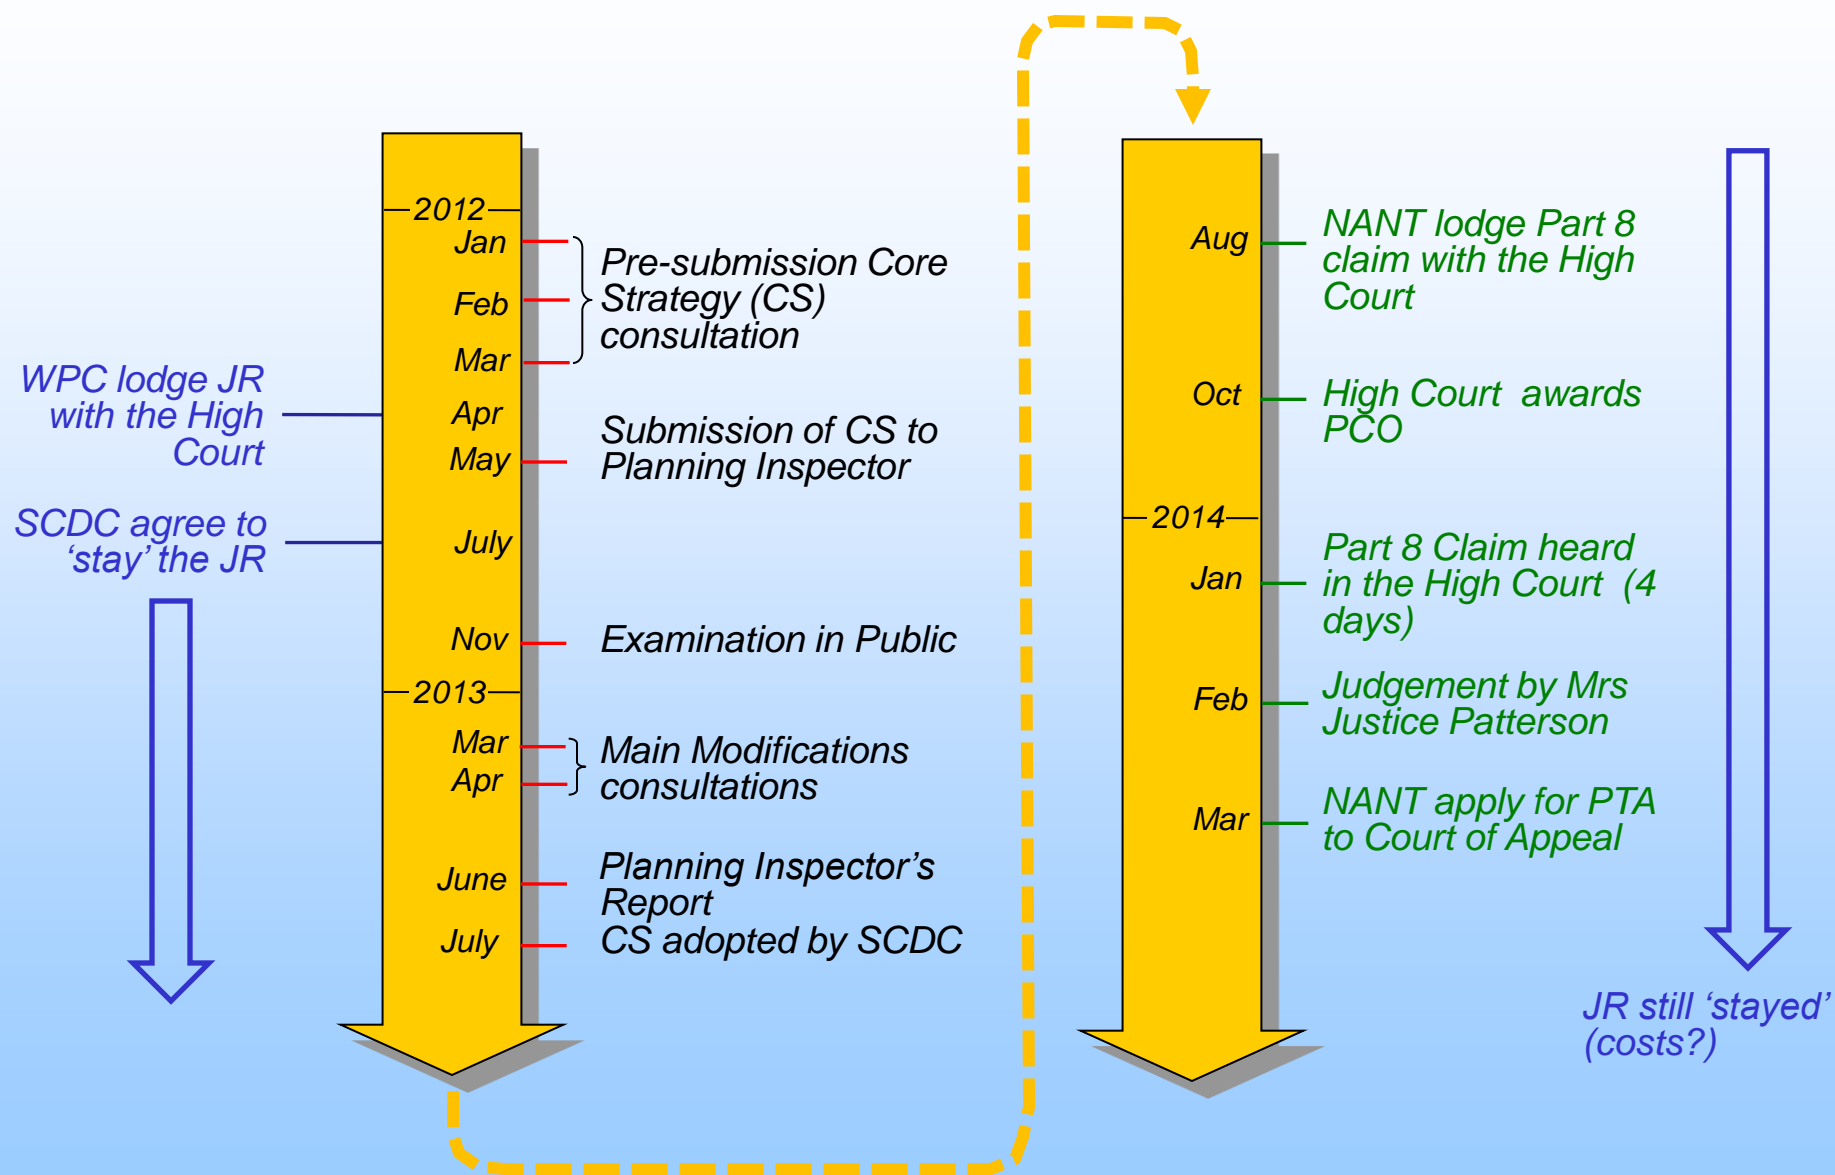 2012
Jan
Feb
Mar
Pre-submission Core
Strategy (CS)
consultation
WPC lodge JR
with the High
Court
Apr
May
Submission of CS to
Planning Inspector
SCDC agree to
‘stay’ the JR
July
Nov
Examination in Public
2013
Mar
Apr
Main Modifications
consultations
June
Planning Inspector’s
Report
July
CS adopted by SCDC
Aug
NANT lodge Part 8
claim with the High
Court
Oct
High Court  awards
PCO
2014
Jan
Part 8 Claim heard
in the High Court  (4
days)
Feb
Judgement by Mrs
Justice Patterson
Mar
NANT apply for PTA
to Court of Appeal
JR still ‘stayed’
(costs?)